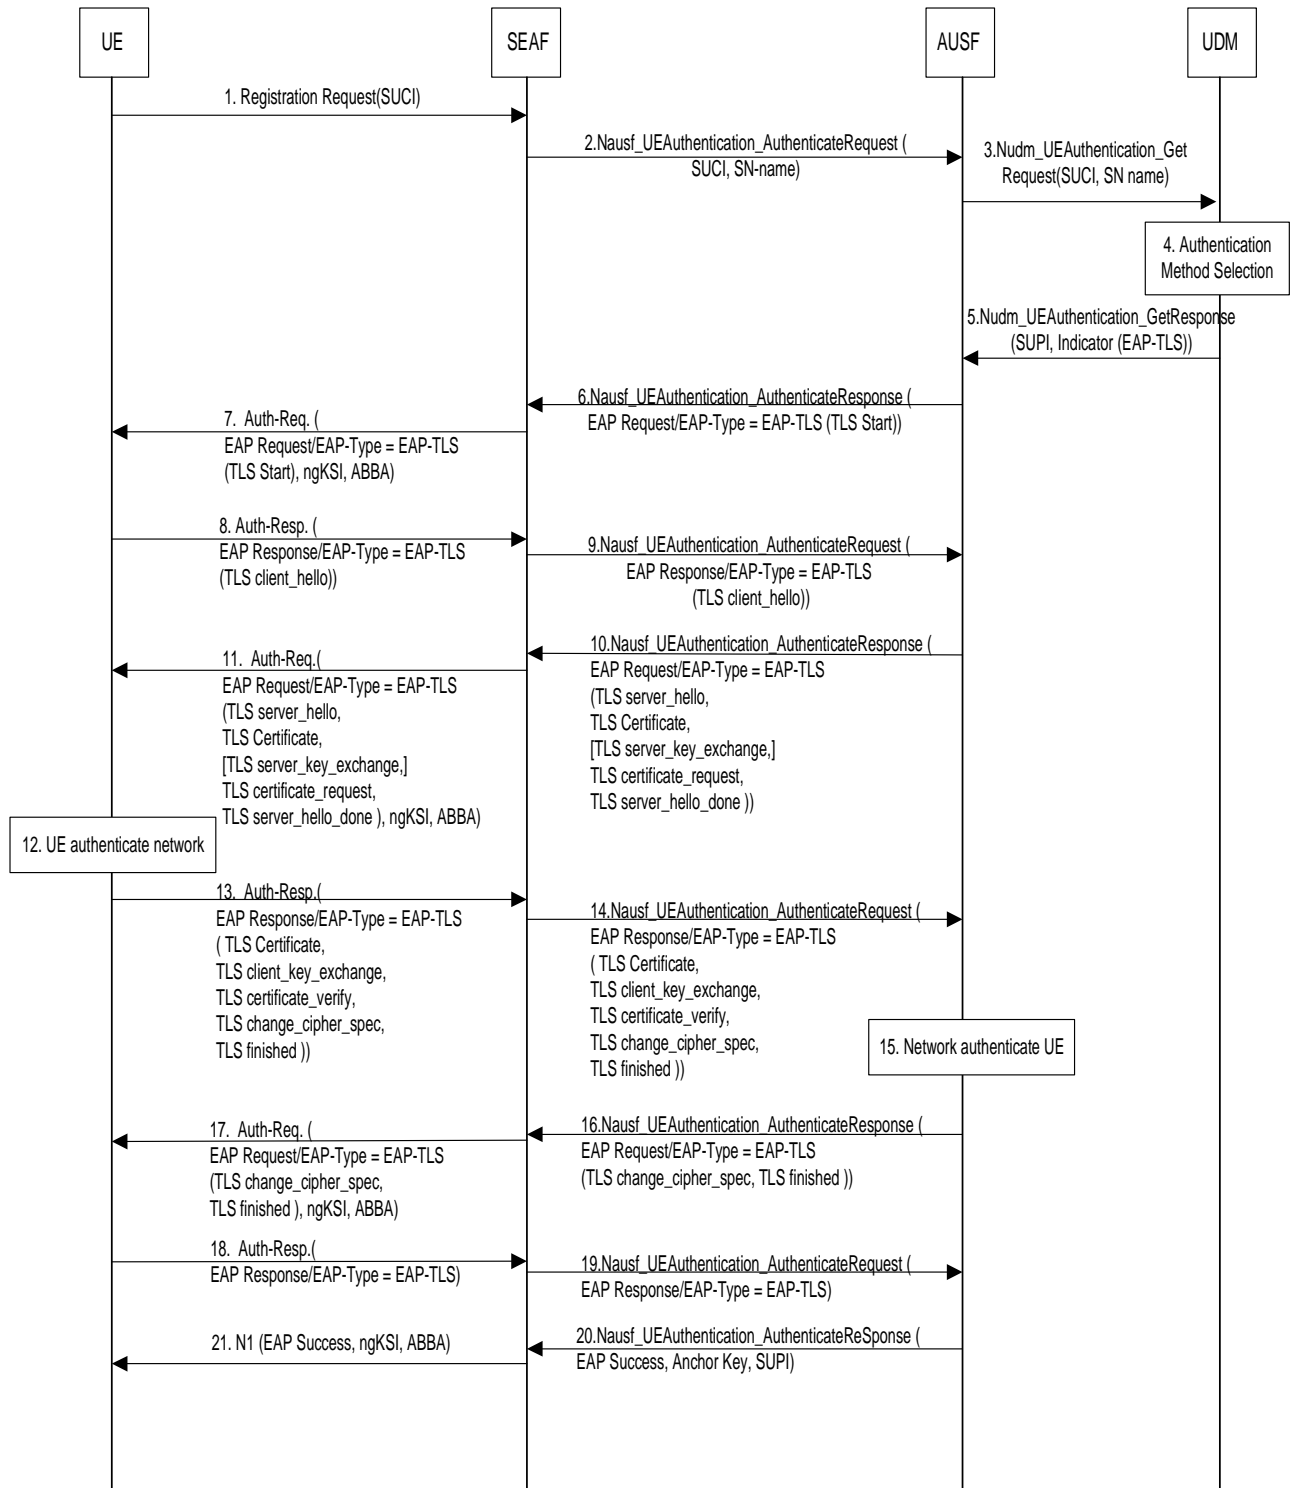 UE
SEAF
AUSF
UDM
1. Registration Request(SUCI)
2.Nausf_UEAuthentication_AuthenticateRequest (
SUCI, SN-name)
3.Nudm_UEAuthentication_Get
Request(SUCI, SN name)
4. Authentication
Method Selection
5.Nudm_UEAuthentication_GetResponse
(SUPI, Indicator (EAP-TLS))
6.Nausf_UEAuthentication_AuthenticateResponse (
EAP Request/EAP-Type = EAP-TLS (TLS Start))
7. Auth-Req. (
EAP Request/EAP-Type = EAP-TLS
(TLS Start), ngKSI, ABBA)
8. Auth-Resp. (
EAP Response/EAP-Type = EAP-TLS
(TLS client_hello))
9.Nausf_UEAuthentication_AuthenticateRequest (
EAP Response/EAP-Type = EAP-TLS
(TLS client_hello))
10.Nausf_UEAuthentication_AuthenticateResponse (
EAP Request/EAP-Type = EAP-TLS
(TLS server_hello,
TLS Certificate,
[TLS server_key_exchange,]
TLS certificate_request,
TLS server_hello_done ))
11. Auth-Req.(
EAP Request/EAP-Type = EAP-TLS
(TLS server_hello,
TLS Certificate,
[TLS server_key_exchange,]
TLS certificate_request,
TLS server_hello_done ), ngKSI, ABBA)
12. UE authenticate network
13. Auth-Resp.(
EAP Response/EAP-Type = EAP-TLS
( TLS Certificate,
TLS client_key_exchange,
TLS certificate_verify,
TLS change_cipher_spec,
TLS finished ))
14.Nausf_UEAuthentication_AuthenticateRequest (
EAP Response/EAP-Type = EAP-TLS
( TLS Certificate,
TLS client_key_exchange,
TLS certificate_verify,
TLS change_cipher_spec,
TLS finished ))
15. Network authenticate UE
16.Nausf_UEAuthentication_AuthenticateResponse (
EAP Request/EAP-Type = EAP-TLS
(TLS change_cipher_spec, TLS finished ))
17. Auth-Req. (
EAP Request/EAP-Type = EAP-TLS
(TLS change_cipher_spec,
TLS finished ), ngKSI, ABBA)
18. Auth-Resp.(
EAP Response/EAP-Type = EAP-TLS)
19.Nausf_UEAuthentication_AuthenticateRequest (
EAP Response/EAP-Type = EAP-TLS)
20.Nausf_UEAuthentication_AuthenticateReSponse (
EAP Success, Anchor Key, SUPI)
21. N1 (EAP Success, ngKSI, ABBA)